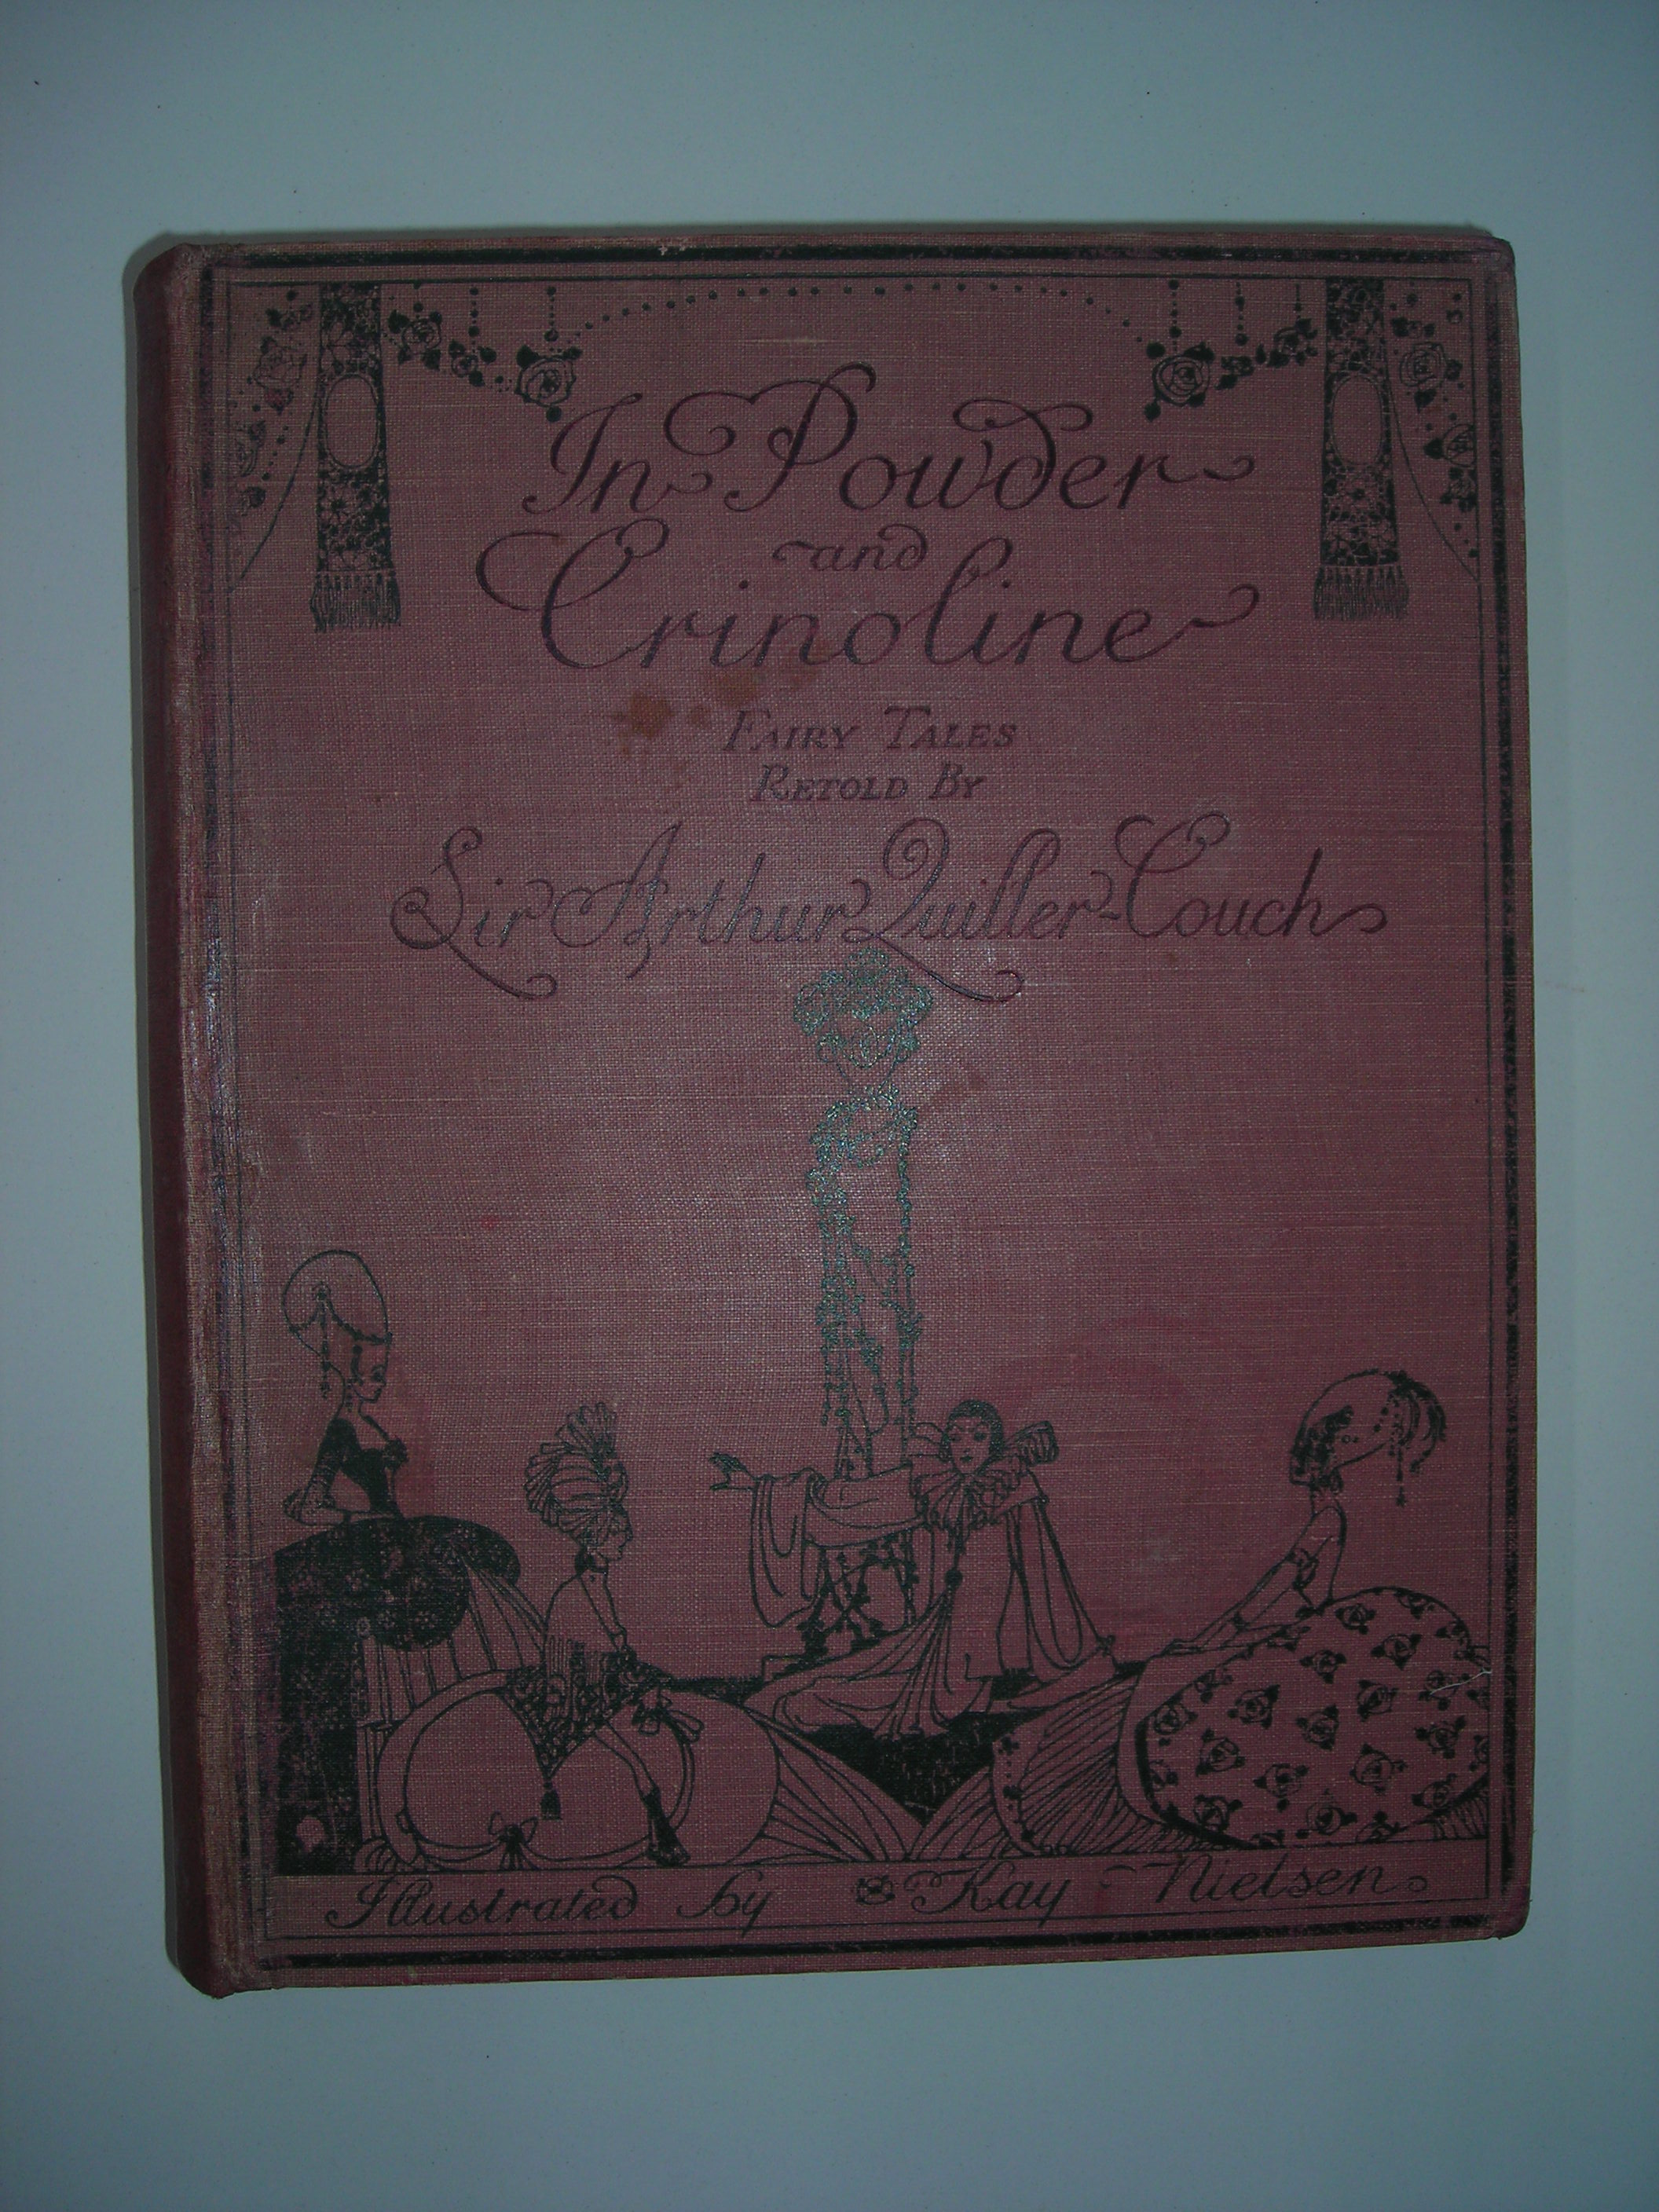 In Powder
and
Crinoline
FAIRY TALES
RETOLD BY
Sir Arthur Quiller-Couch
Illustrated by Kay Nielsen